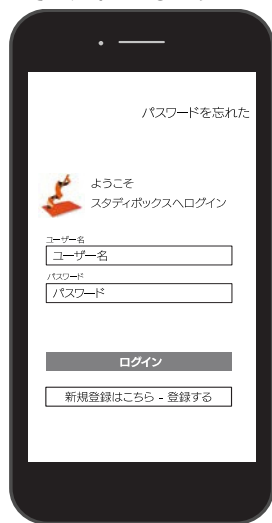 パスワードを忘れた
ようこそ
スタディボックスへログイン
ユーザー名
ユーザー名
パスワード
パスワード
ログイン
新規登録はこちら - 登録する